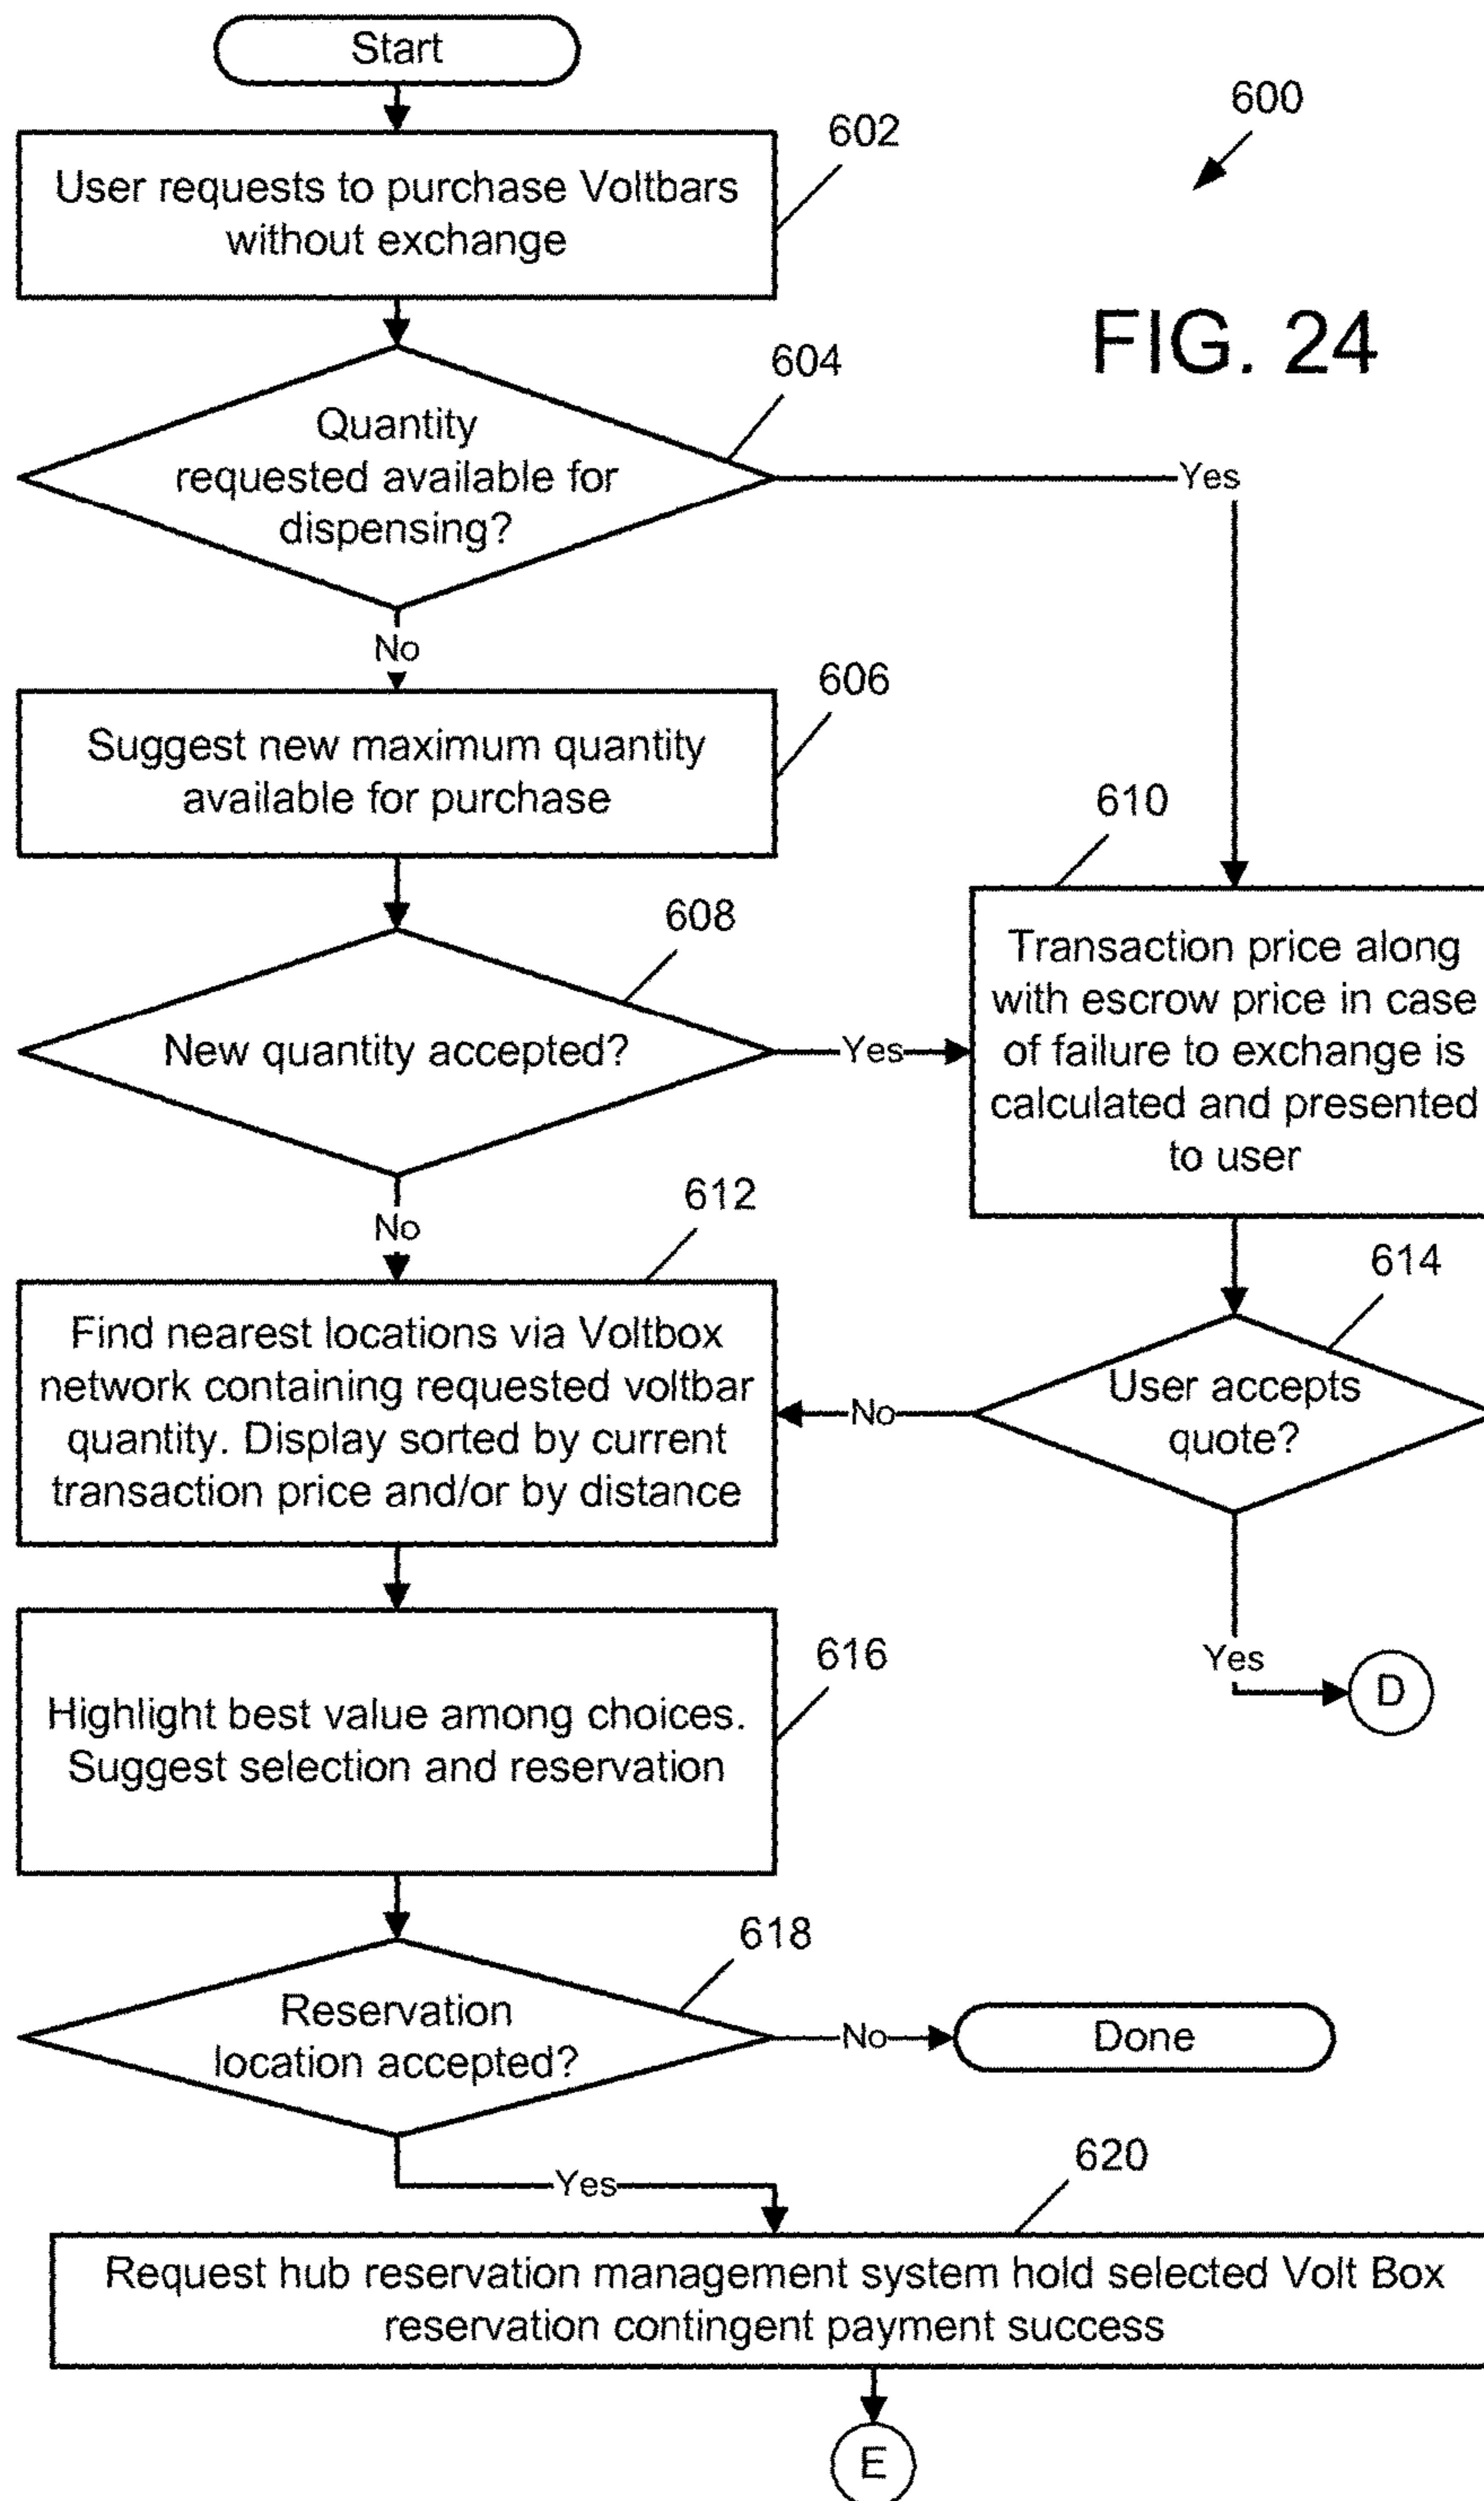 Start
600
602
User requests to purchase Voltbars
without exchange
FIG. 24
604
Quantity
requested available for
dispensing?
Yes
No
606
Suggest new maximum quantity
available for purchase
610
608
New quantity accepted?
Yes
Transaction price along
with escrow price in case
of failure to exchange is
calculated and presented
to user
No
612
614
Find nearest locations via Voltbox
network containing requested voltbar
quantity. Display sorted by current
transaction price and/or by distance
No
User accepts
quote?
Yes
D
616
Highlight best value among choices.
Suggest selection and reservation
618
Reservation
location accepted?
No
Done
Yes
620
Request hub reservation management system hold selected Volt Box
reservation contingent payment success
E